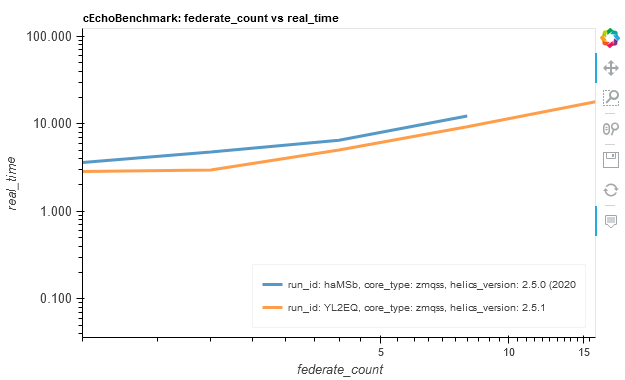 cEchoBenchmark: federate_count vs real_time
100.000
10.000
1.000
0.100
real_time
run_id: haMSb, core_type: zmqss, helics_version: 2.5.0 (2020
run_id: YL2EQ, core_type: zmqss, helics_version: 2.5.1
5
10
15
federate_count